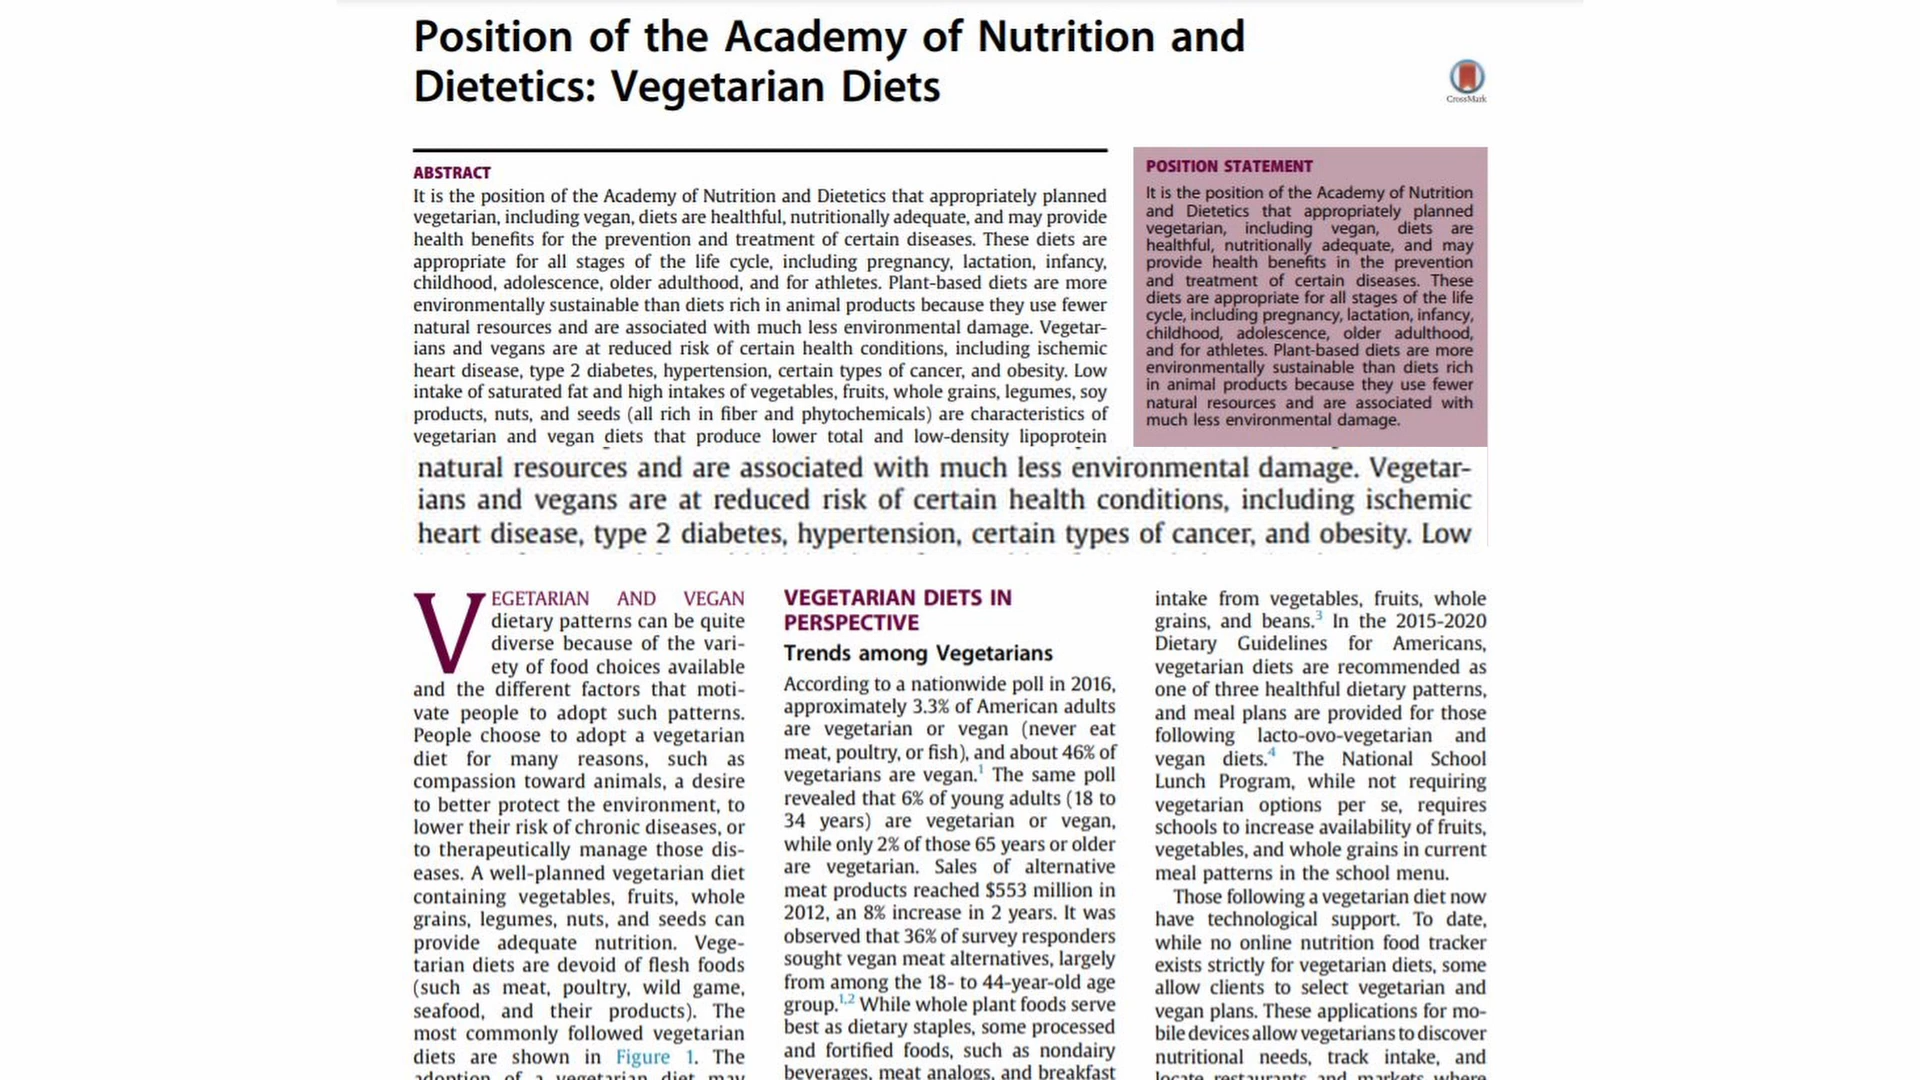 Position of the Academy of Nutrition and
Dietetics: Vegetarian Diets
CrossMark
ABSTRACT
It is the position of the Academy of Nutrition and Dietetics that appropriately planned
vegetarian, including vegan, diets are healthful, nutritionally adequate, and may provide
health benefits for the prevention and treatment of certain diseases. These diets are
appropriate for all stages of the life cycle, including pregnancy, lactation, infancy,
childhood, adolescence, older adulthood, and for athletes. Plant-based diets are more
environmentally sustainable than diets rich in animal products because they use fewer
natural resources and are associated with much less environmental damage. Vegetar-
ians and vegans are at reduced risk of certain health conditions, including ischemic
heart disease, type 2 diabetes, hypertension, certain types of cancer, and obesity. Low
intake of saturated fat and high intakes of vegetables, fruits, whole grains, legumes, soy
products, nuts, and seeds (all rich in fiber and phytochemicals) are characteristics of
vegetarian and vegan diets that produce lower total and low-density lipoprotein
POSITION STATEMENT
It is the position of the Academy of Nutrition
and Dietetics that appropriately planned
vegetarian, including vegan, diets are
healthful, nutritionally adequate, and may
provide health benefits in the prevention
and treatment of certain diseases. These
diets are appropriate for all stages of the life
cycle, including pregnancy, lactation, infancy,
childhood, adolescence, older adulthood,
and for athletes. Plant-based diets are more
environmentally sustainable than diets rich
in animal products because they use fewer
natural resources and are associated with
much less environmental damage.
natural resources and are associated with much less environmental damage. Vegetar-
ians and vegans are at reduced risk of certain health conditions, including ischemic
heart disease, type 2 diabetes, hypertension, certain types of cancer, and obesity. Low
VEGETARIAN AND VEGAN
dietary patterns can be quite
diverse because of the vari-
ety of food choices available
and the different factors that moti-
vate people to adopt such patterns.
People choose to adopt a vegetarian
diet for many reasons, such as
compassion toward animals, a desire
to better protect the environment, to
lower their risk of chronic diseases, or
to therapeutically manage those dis-
eases. A well-planned vegetarian diet
containing vegetables, fruits, whole
grains, legumes, nuts, and seeds can
provide adequate nutrition. Vege-
tarian diets are devoid of flesh foods
(such as meat, poultry, wild game,
seafood, and their products). The
most commonly followed vegetarian
diets are shown in Figure 1. The
adoption of a vegetarian diet may
VEGETARIAN DIETS IN
PERSPECTIVE
Trends among Vegetarians
According to a nationwide poll in 2016,
approximately 3.3% of American adults
are vegetarian or vegan (never eat
meat, poultry, or fish), and about 46% of
vegetarians are vegan.1 The same poll
revealed that 6% of young adults (18 to
34 years) are vegetarian or vegan,
while only 2% of those 65 years or older
are vegetarian. Sales of alternative
meat products reached $553 million in
2012, an 8% increase in 2 years. It was
observed that 36% of survey responders
sought vegan meat alternatives, largely
from among the 18- to 44-year-old age
group.1,2 While whole plant foods serve
best as dietary staples, some processed
and fortified foods, such as nondairy
beverages, meat analogs, and breakfast
intake from vegetables, fruits, whole
grains, and beans.3 In the 2015-2020
Dietary Guidelines for Americans,
vegetarian diets are recommended as
one of three healthful dietary patterns,
and meal plans are provided for those
following lacto-ovo-vegetarian and
vegan diets.4 The National School
Lunch Program, while not requiring
vegetarian options per se, requires
schools to increase availability of fruits,
vegetables, and whole grains in current
meal patterns in the school menu.
Those following a vegetarian diet now
have technological support. To date,
while no online nutrition food tracker
exists strictly for vegetarian diets, some
allow clients to select vegetarian and
vegan plans. These applications for mo-
bile devices allow vegetarians to discover
nutritional needs, track intake, and
locate restaurants and markets where